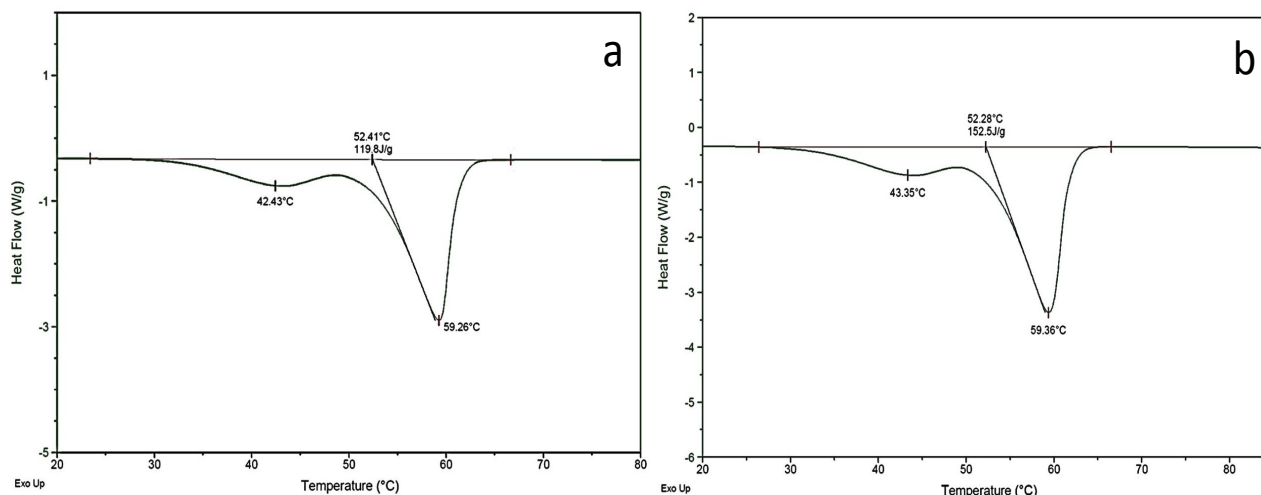 a
Heat Flow (W/g)
1
-1
-3
-5
52.41°C
119.8J/g
42.43°C
59.26°C
20
30
40
50
60
70
80
Exo Up
Temperature (°C)
b
Heat Flow (W/g)
2
1
0
-1
-2
-3
-4
-5
-6
52.28°C
152.5J/g
43.35°C
59.36°C
20
30
40
50
60
70
80
Exo Up
Temperature (°C)